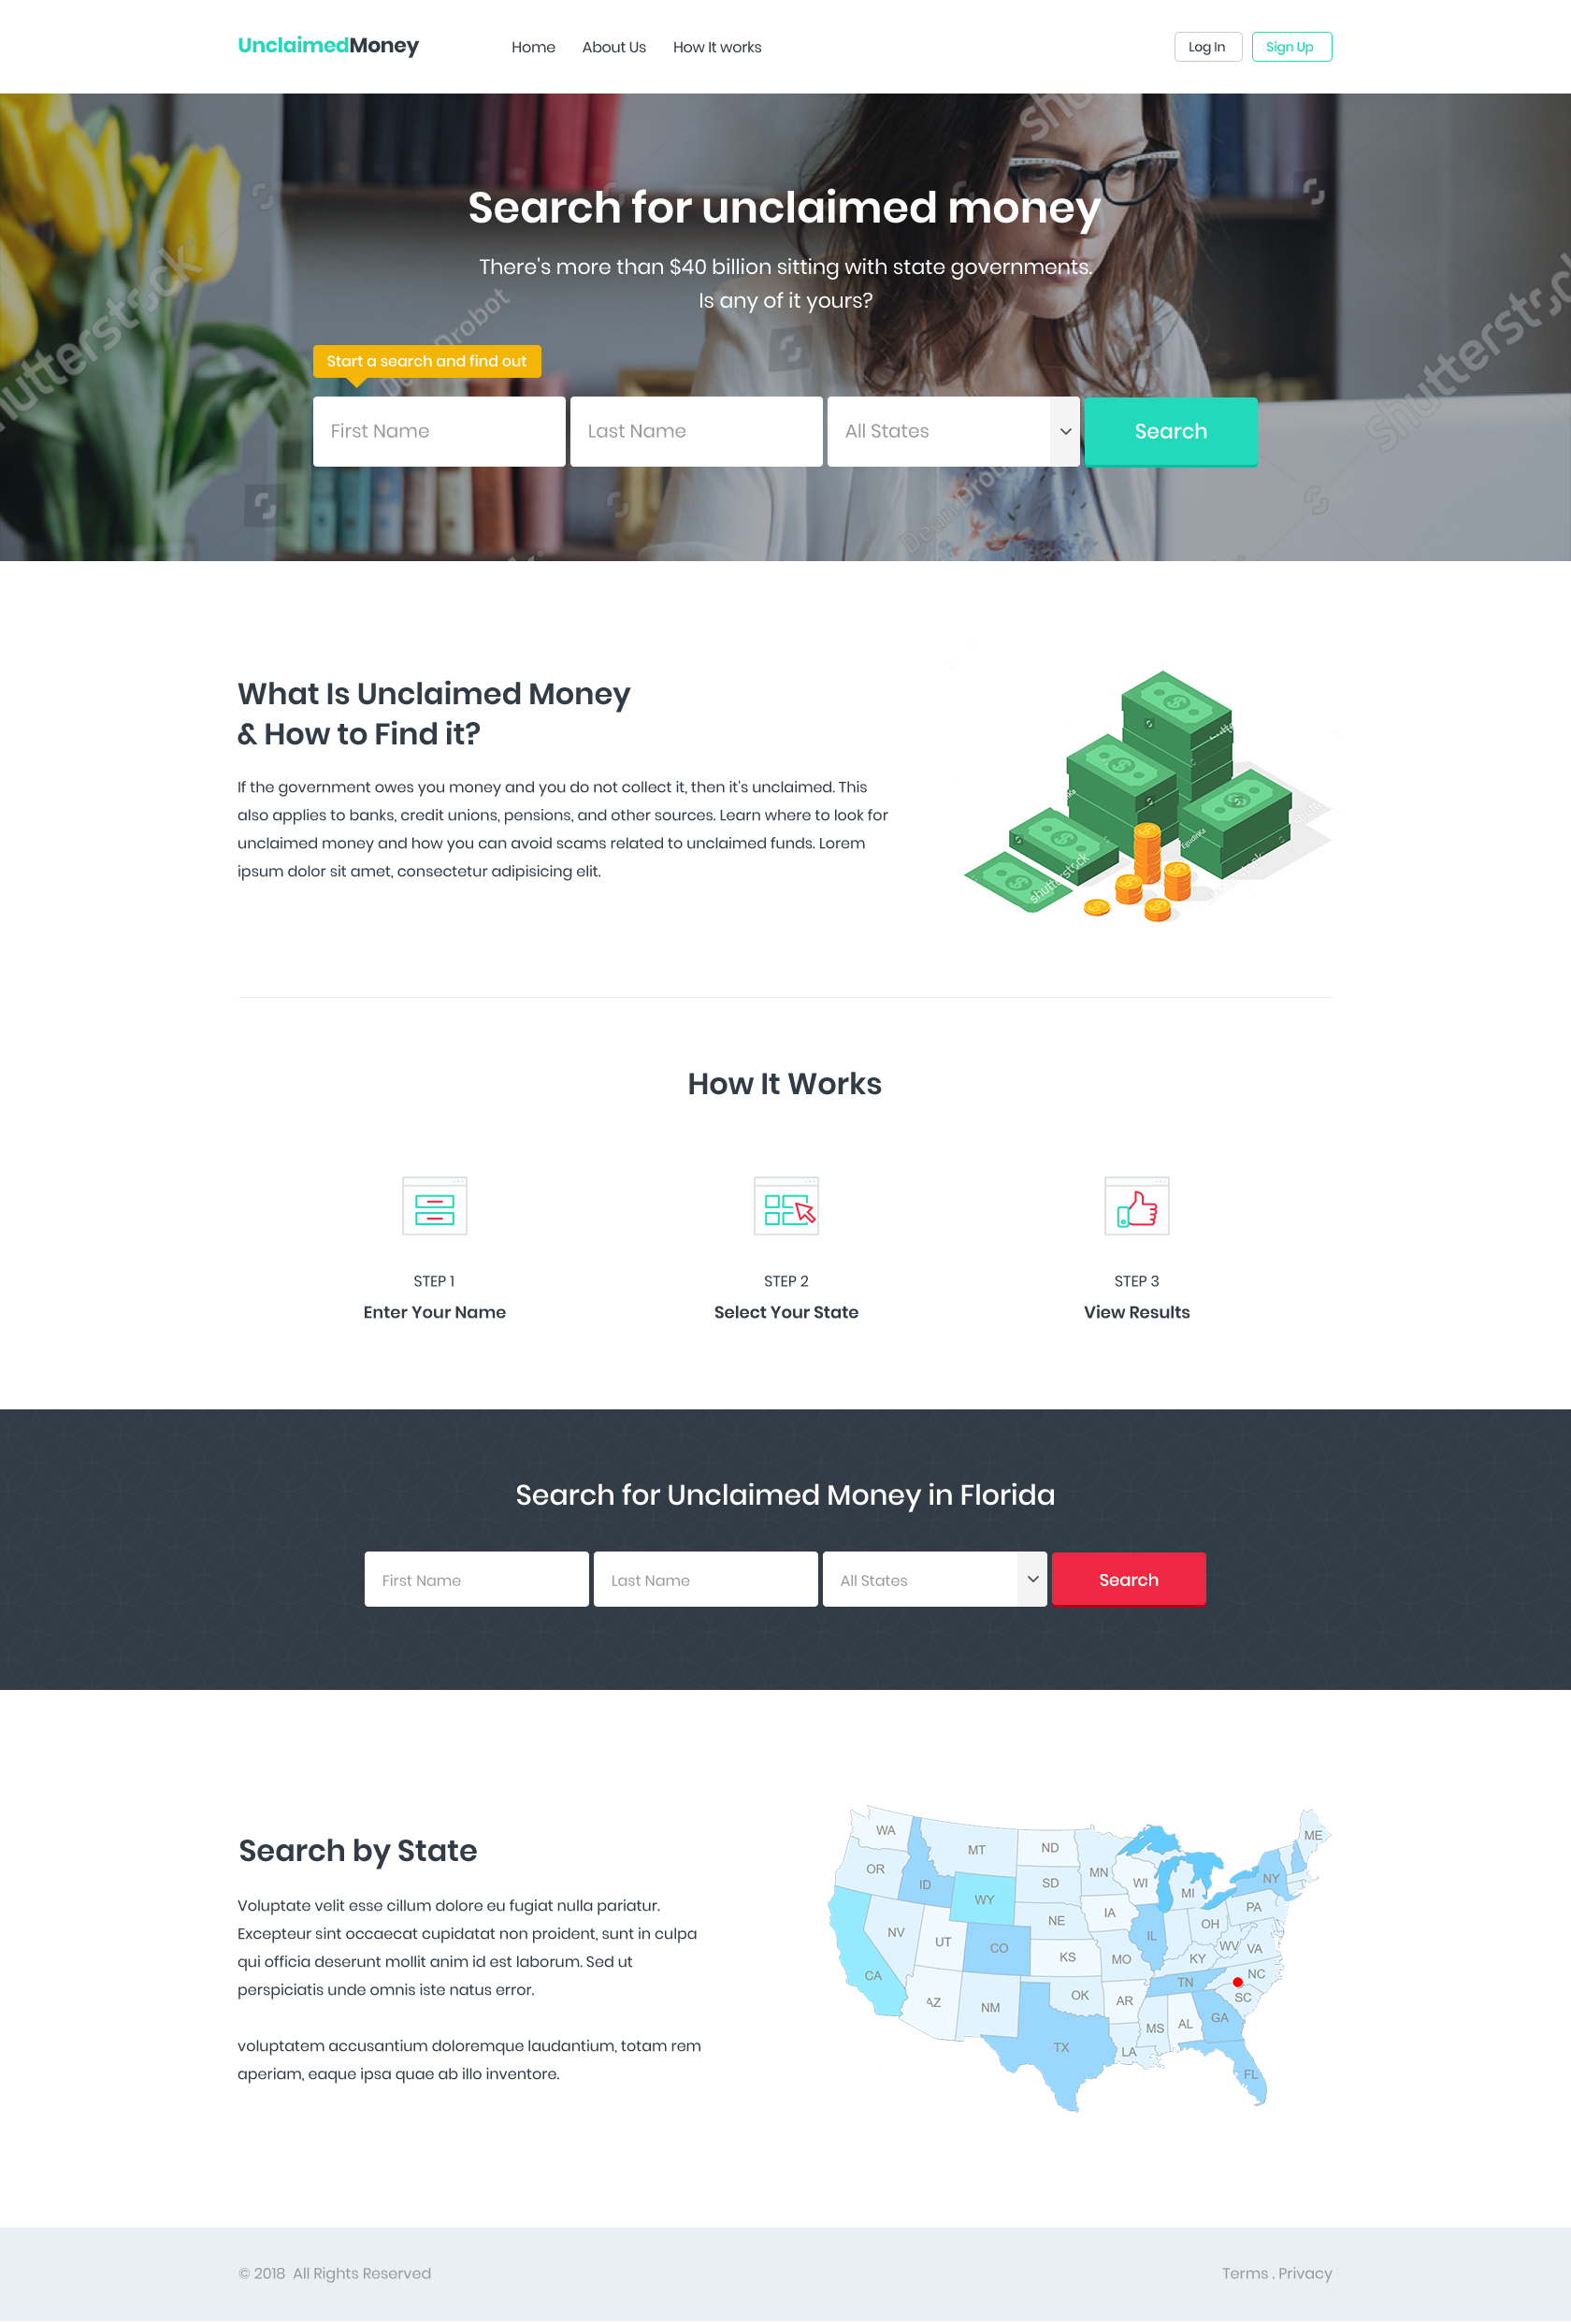 UnclaimedMoney
Home
About Us
How It works
Log In
Sign Up
Search for unclaimed money
There's more than $40 billion sitting with state governments.
Is any of it yours?
Start a search and find out
First Name
Last Name
All States
Search
shutterstock
shutterstock
What Is Unclaimed Money
& How to Find it?
If the government owes you money and you do not collect it, then it's unclaimed. This
also applies to banks, credit unions, pensions, and other sources. Learn where to look for
unclaimed money and how you can avoid scams related to unclaimed funds. Lorem
ipsum dolor sit amet, consectetur adipisicing elit.
shutterstock
How It Works
STEP 1
Enter Your Name
STEP 2
Select Your State
STEP 3
View Results
Search for Unclaimed Money in Florida
First Name
Last Name
All States
Search
Search by State
Voluptate velit esse cillum dolore eu fugiat nulla pariatur.
Excepteur sint occaecat cupidatat non proident, sunt in culpa
qui officia deserunt mollit anim id est laborum. Sed ut
perspiciatis unde omnis iste natus error.
voluptatem accusantium doloremque laudantium, totam rem
aperiam, eaque ipsa quae ab illo inventore.
WA
MT
ND
ME
OR
ID
WY
SD
MN
WI
MI
NY
NV
UT
CO
NE
IA
IL
OH
PA
CA
KS
MO
KY
WV
VA
AZ
NM
OK
AR
TN
NC
SC
TX
LA
MS
AL
GA
FL
© 2018 All Rights Reserved
Terms . Privacy